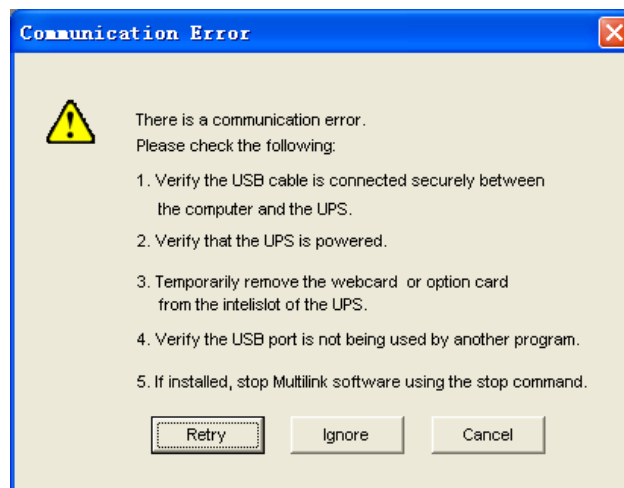 Communication Error
There is a communication error.
Please check the following:
1. Verify the USB cable is connected securely between
the computer and the UPS.
2. Verify that the UPS is powered.
3. Temporarily remove the webcard or option card
from the intelislot of the UPS.
4. Verify the USB port is not being used by another program.
5. If installed, stop Multilink software using the stop command.
Retry Ignore Cancel